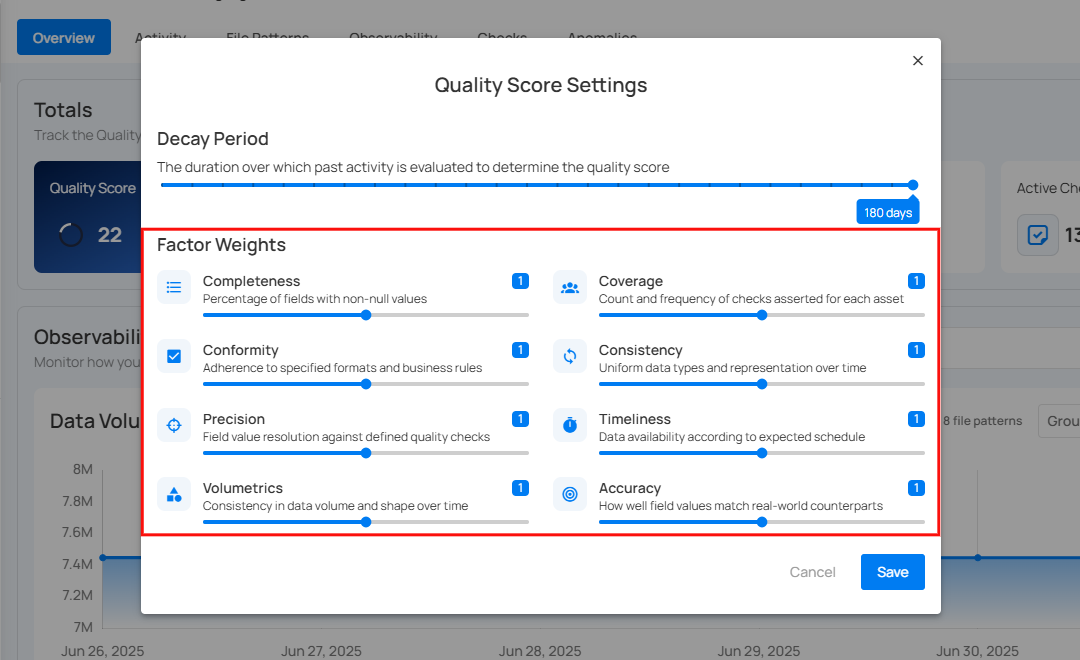 Overview
Activity
File Patterns
Observability
Checks
Anomalies
Quality Score Settings
Totals
Track the Quality
Quality Score
22
Active Che
13
Decay Period
The duration over which past activity is evaluated to determine the quality score
180 days
Factor Weights
Completeness 1
Percentage of fields with non-null values
Coverage 1
Count and frequency of checks asserted for each asset
Conformity 1
Adherence to specified formats and business rules
Consistency 1
Uniform data types and representation over time
Precision 1
Field value resolution against defined quality checks
Timeliness 1
Data availability according to expected schedule
Volumetrics 1
Consistency in data volume and shape over time
Accuracy 1
How well field values match real-world counterparts
Cancel
Save
Observabili
Monitor how you
Data Volu
8 file patterns
Grou
8M
7.8M
7.6M
7.4M
7.2M
7M
Jun 26, 2025
Jun 27, 2025
Jun 28, 2025
Jun 29, 2025
Jun 30, 2025